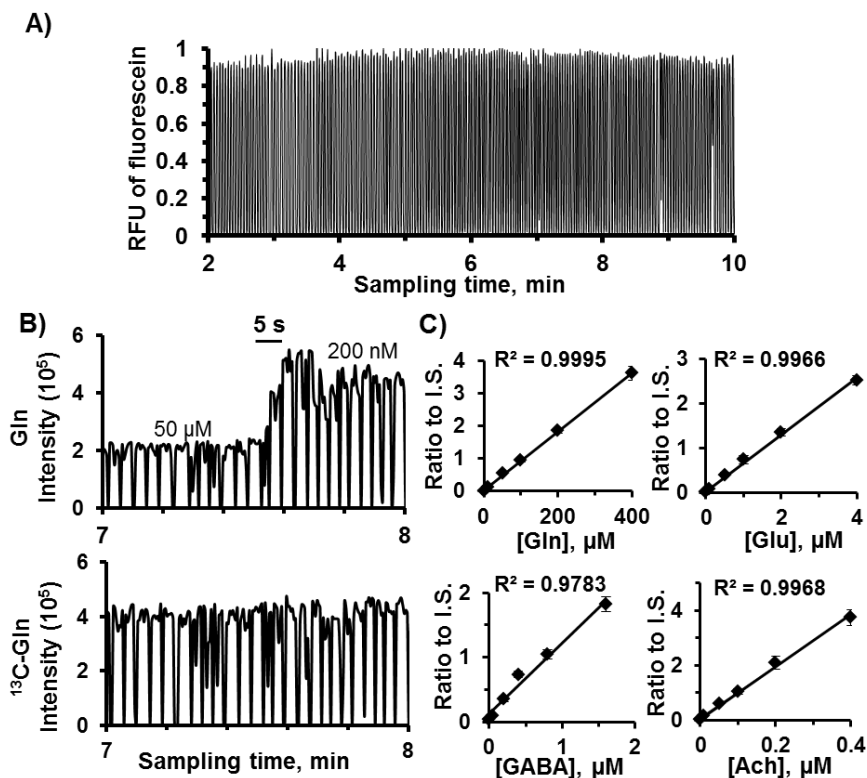 A)
RFU of fluorescein
1
0.8
0.6
0.4
0.2
0
2 4 6 8 10
Sampling time, min
B)
Gln
Intensity (10⁵)
6
4
2
0
5 s
50 µM
200 nM
7 8
¹³C-Gln
Intensity (10⁵)
6
4
2
0
7 8
Sampling time, min
C)
Ratio to I.S.
4
3
2
1
0
R² = 0.9995
0 200 400
[Gln], µM
Ratio to I.S.
3
2
1
0
R² = 0.9966
0 2 4
[Glu], µM
Ratio to I.S.
2
1
0
R² = 0.9783
0 1 2
[GABA], µM
Ratio to I.S.
4
2
0
R² = 0.9968
0 0.2 0.4
[Ach], µM